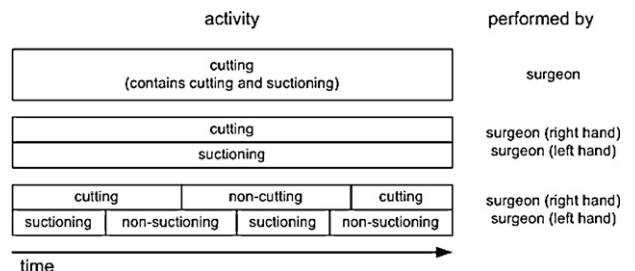 activity performed by
cutting
(contains cutting and suctioning)
surgeon
cutting
suctioning
surgeon (right hand)
surgeon (left hand)
cutting non-cutting cutting
suctioning non-suctioning suctioning non-suctioning
surgeon (right hand)
surgeon (left hand)
time